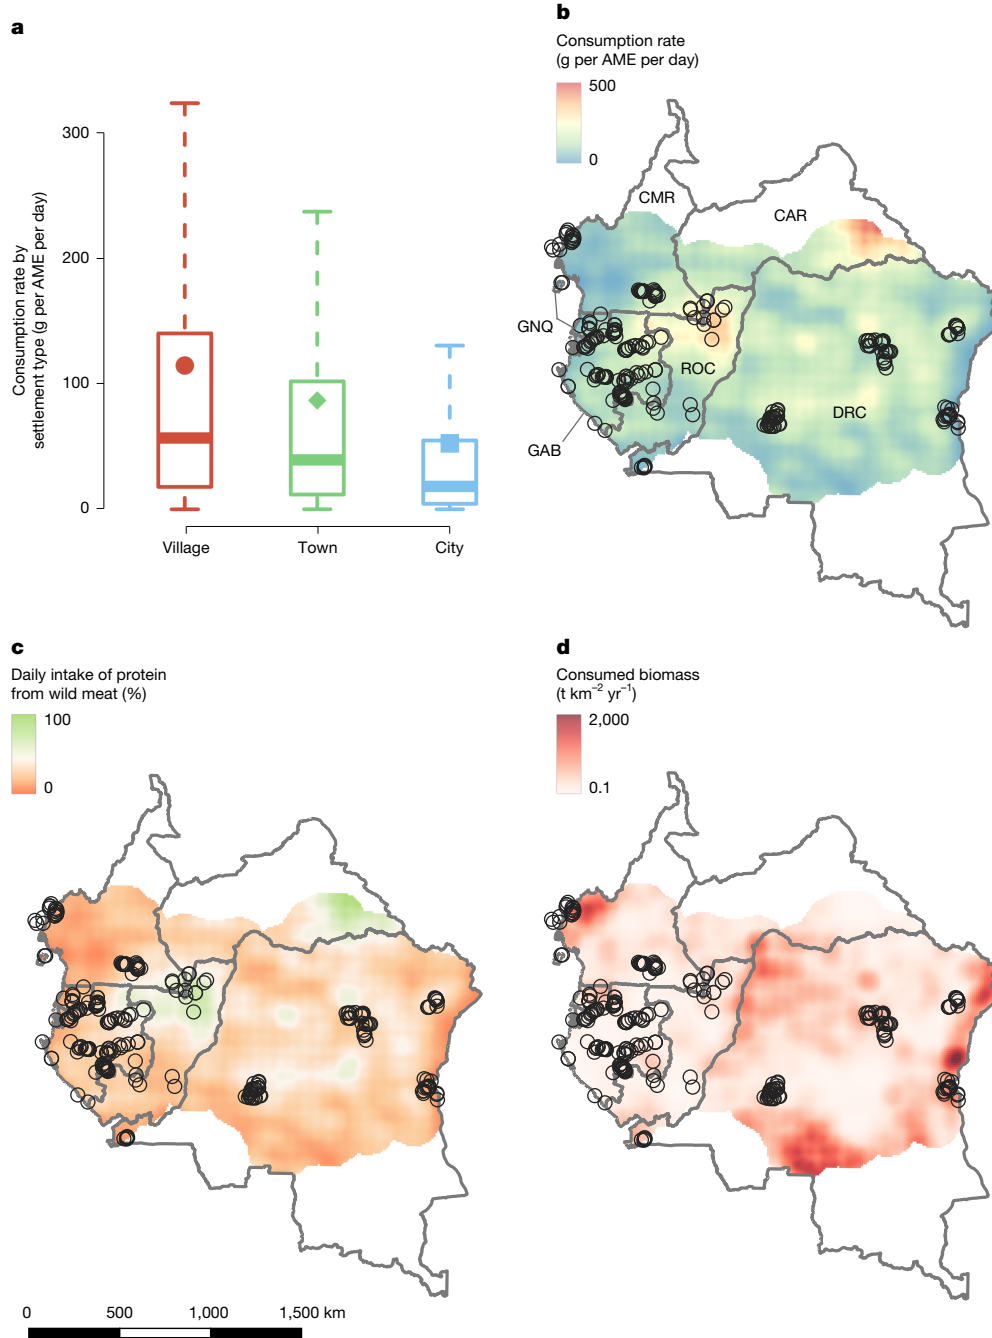 a
Consumption rate by
settlement type (g per AME per day)
300
200
100
0
Village
Town
City
b
Consumption rate
(g per AME per day)
500
0
CMR
CAR
GNQ
ROC
DRC
GAB
c
Daily intake of protein
from wild meat (%)
100
0
0
500
1,000
1,500 km
d
Consumed biomass
(t km⁻² yr⁻¹)
2,000
0.1